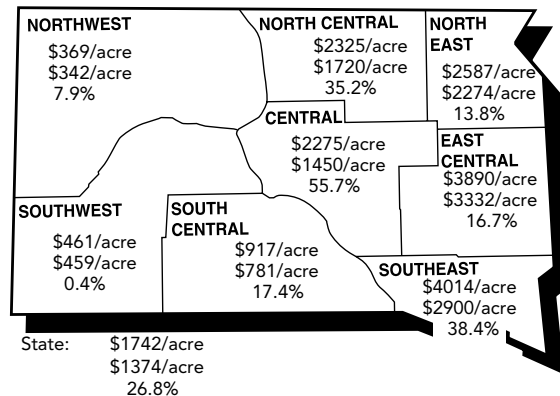 NORTHWEST
$369/acre
$342/acre
7.9%
NORTH CENTRAL
$2325/acre
$1720/acre
35.2%
NORTH
EAST
$2587/acre
$2274/acre
13.8%
CENTRAL
$2275/acre
$1450/acre
55.7%
EAST
CENTRAL
$3890/acre
$3332/acre
16.7%
SOUTHWEST
$461/acre
$459/acre
0.4%
SOUTH
CENTRAL
$917/acre
$781/acre
17.4%
SOUTHEAST
$4014/acre
$2900/acre
38.4%
State: $1742/acre
$1374/acre
26.8%